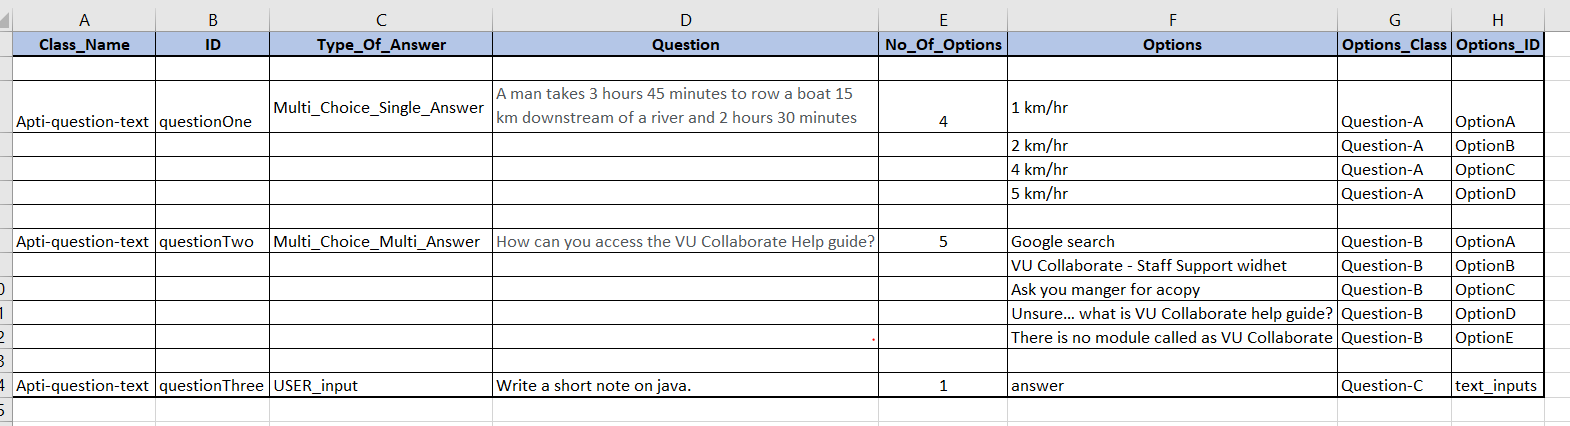 A B C D E F G H
Class_Name ID Type_Of_Answer Question No_Of_Options Options Options_Class Options_ID
Apti-question-text questionOne Multi_Choice_Single_Answer A man takes 3 hours 45 minutes to row a boat 15
km downstream of a river and 2 hours 30 minutes 4 1 km/hr Question-A OptionA
2 km/hr Question-A OptionB
4 km/hr Question-A OptionC
5 km/hr Question-A OptionD
Apti-question-text questionTwo Multi_Choice_Multi_Answer How can you access the VU Collaborate Help guide? 5 Google search Question-B OptionA
VU Collaborate - Staff Support widhet Question-B OptionB
0 Ask you manger for acopy Question-B OptionC
1 Unsure... what is VU Collaborate help guide? Question-B OptionD
2 There is no module called as VU Collaborate Question-B OptionE
3
4 Apti-question-text questionThree USER_input Write a short note on java. 1 answer Question-C text_inputs
5